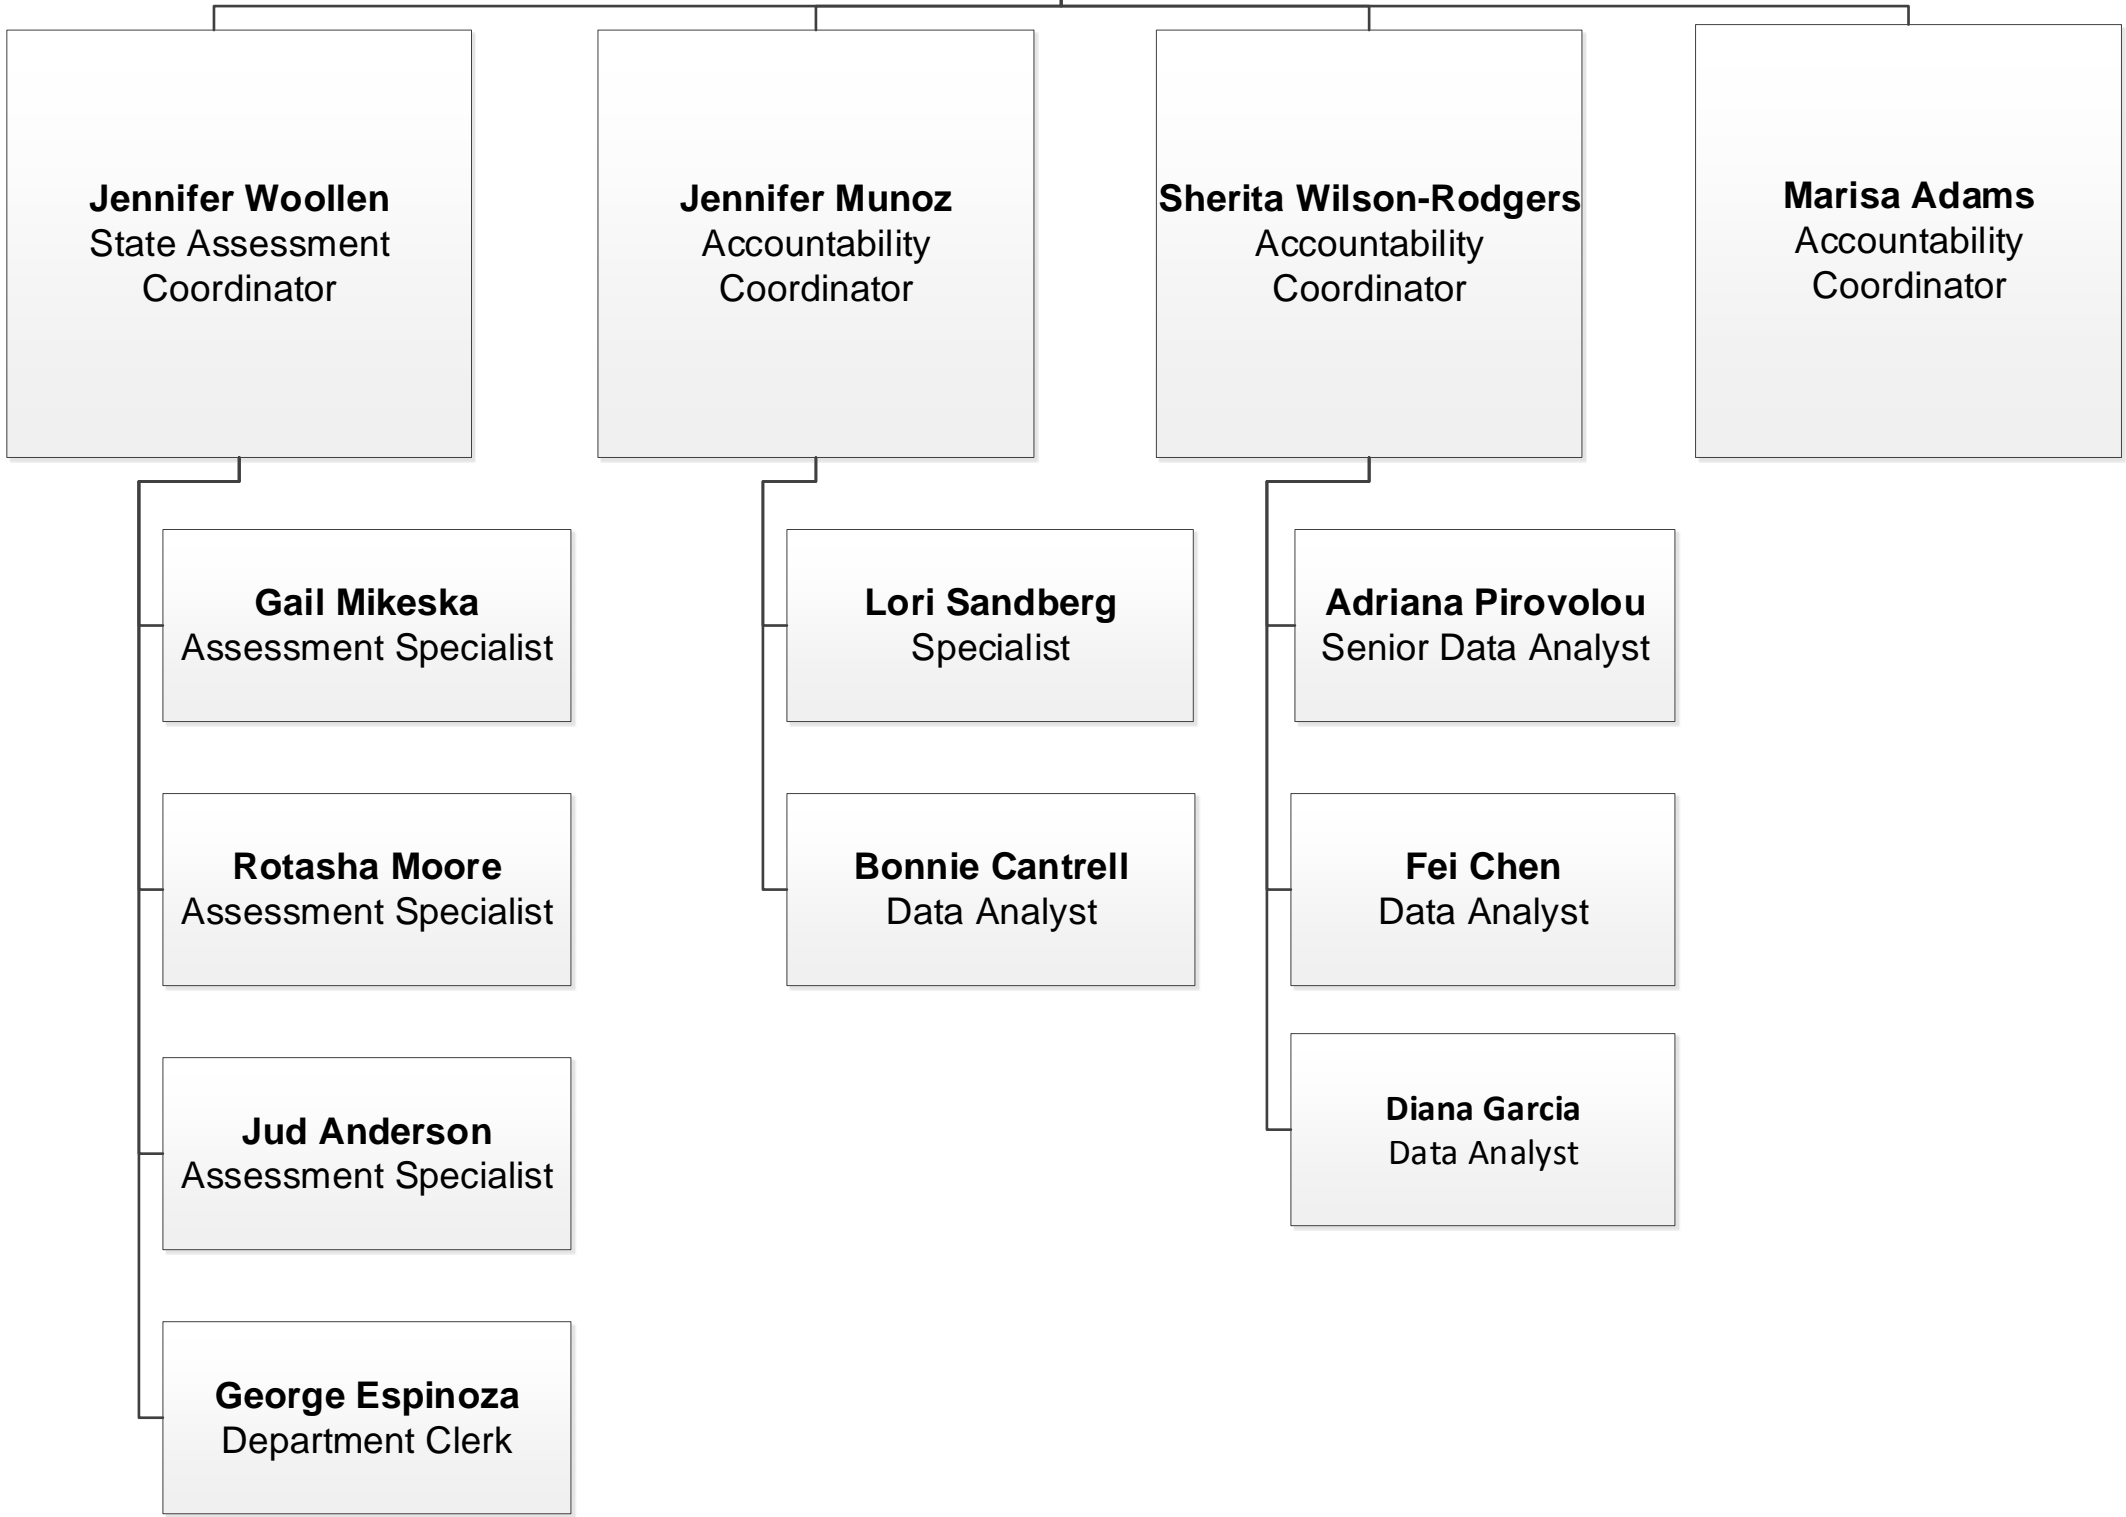 Jennifer Woollen
State Assessment
Coordinator
Jennifer Munoz
Accountability
Coordinator
Sherita Wilson-Rodgers
Accountability
Coordinator
Marisa Adams
Accountability
Coordinator
Gail Mikeska
Assessment Specialist
Rotasha Moore
Assessment Specialist
Jud Anderson
Assessment Specialist
George Espinoza
Department Clerk
Lori Sandberg
Specialist
Bonnie Cantrell
Data Analyst
Adriana Pirovolou
Senior Data Analyst
Fei Chen
Data Analyst
Diana Garcia
Data Analyst